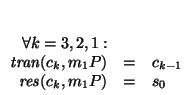 ∀k = 3, 2, 1 :
tran(c_k, m_1P) = c_{k−1}
res(c_k, m_1P) = s_0